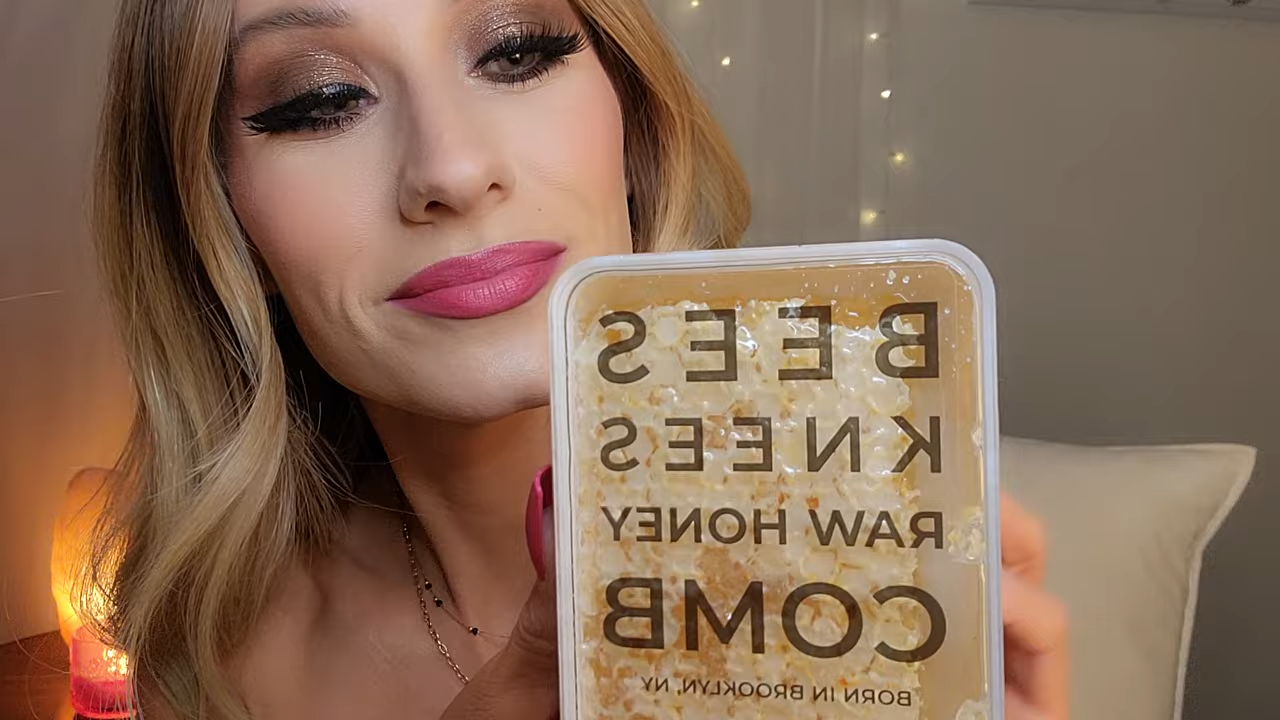 BEES
KNEES
RAW HONEY
COMB
BORN IN BROOKLYN, NY